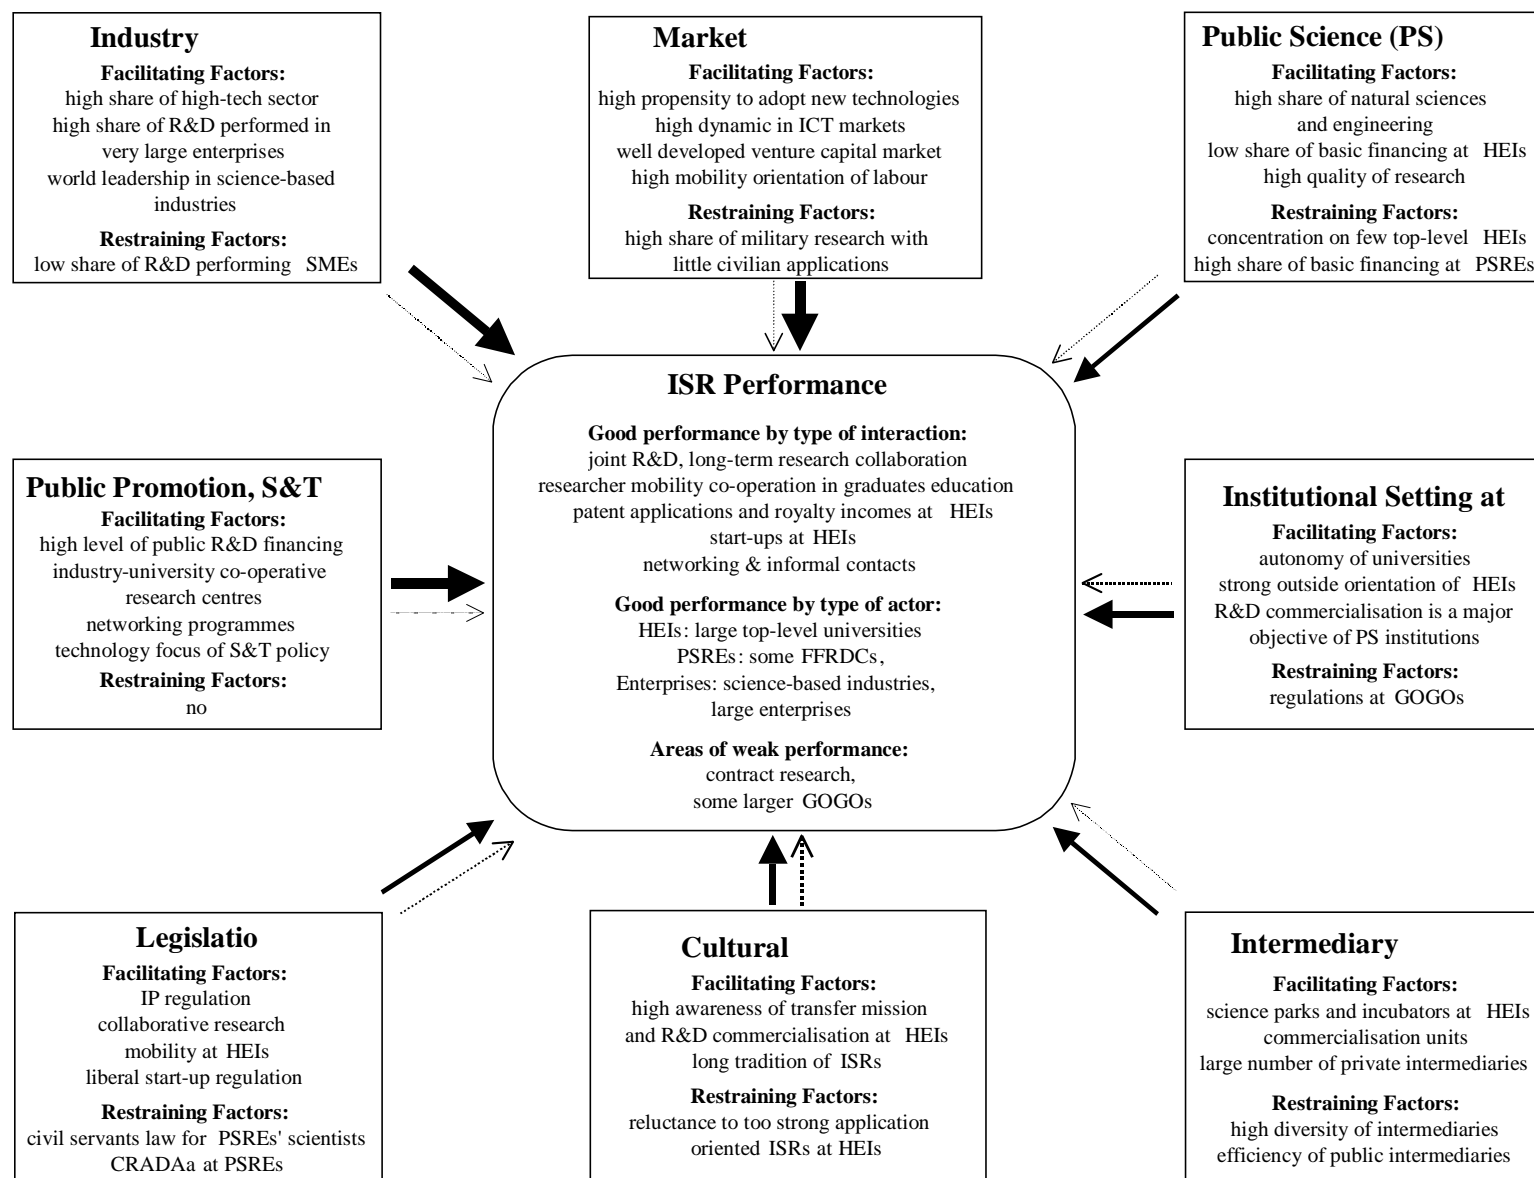 Industry
Facilitating Factors:
high share of high-tech sector
high share of R&D performed in
very large enterprises
world leadership in science-based
industries
Restraining Factors:
low share of R&D performing SMEs
Market
Facilitating Factors:
high propensity to adopt new technologies
high dynamic in ICT markets
well developed venture capital market
high mobility orientation of labour
Restraining Factors:
high share of military research with
little civilian applications
Public Science (PS)
Facilitating Factors:
high share of natural sciences
and engineering
low share of basic financing at HEIs
high quality of research
Restraining Factors:
concentration on few top-level HEIs
high share of basic financing at PSREs
Public Promotion, S&T
Facilitating Factors:
high level of public R&D financing
industry-university co-operative
research centres
networking programmes
technology focus of S&T policy
Restraining Factors:
no
ISR Performance
Good performance by type of interaction:
joint R&D, long-term research collaboration
researcher mobility co-operation in graduates education
patent applications and royalty incomes at HEIs
start-ups at HEIs
networking & informal contacts
Good performance by type of actor:
HEIs: large top-level universities
PSREs: some FFRDCs,
Enterprises: science-based industries,
large enterprises
Areas of weak performance:
contract research,
some larger GOGOs
Institutional Setting at
Facilitating Factors:
autonomy of universities
strong outside orientation of HEIs
R&D commercialisation is a major
objective of PS institutions
Restraining Factors:
regulations at GOGOs
Legislatio
Facilitating Factors:
IP regulation
collaborative research
mobility at HEIs
liberal start-up regulation
Restraining Factors:
civil servants law for PSREs' scientists
CRADAa at PSREs
Cultural
Facilitating Factors:
high awareness of transfer mission
and R&D commercialisation at HEIs
long tradition of ISRs
Restraining Factors:
reluctance to too strong application
oriented ISRs at HEIs
Intermediary
Facilitating Factors:
science parks and incubators at HEIs
commercialisation units
large number of private intermediaries
Restraining Factors:
high diversity of intermediaries
efficiency of public intermediaries